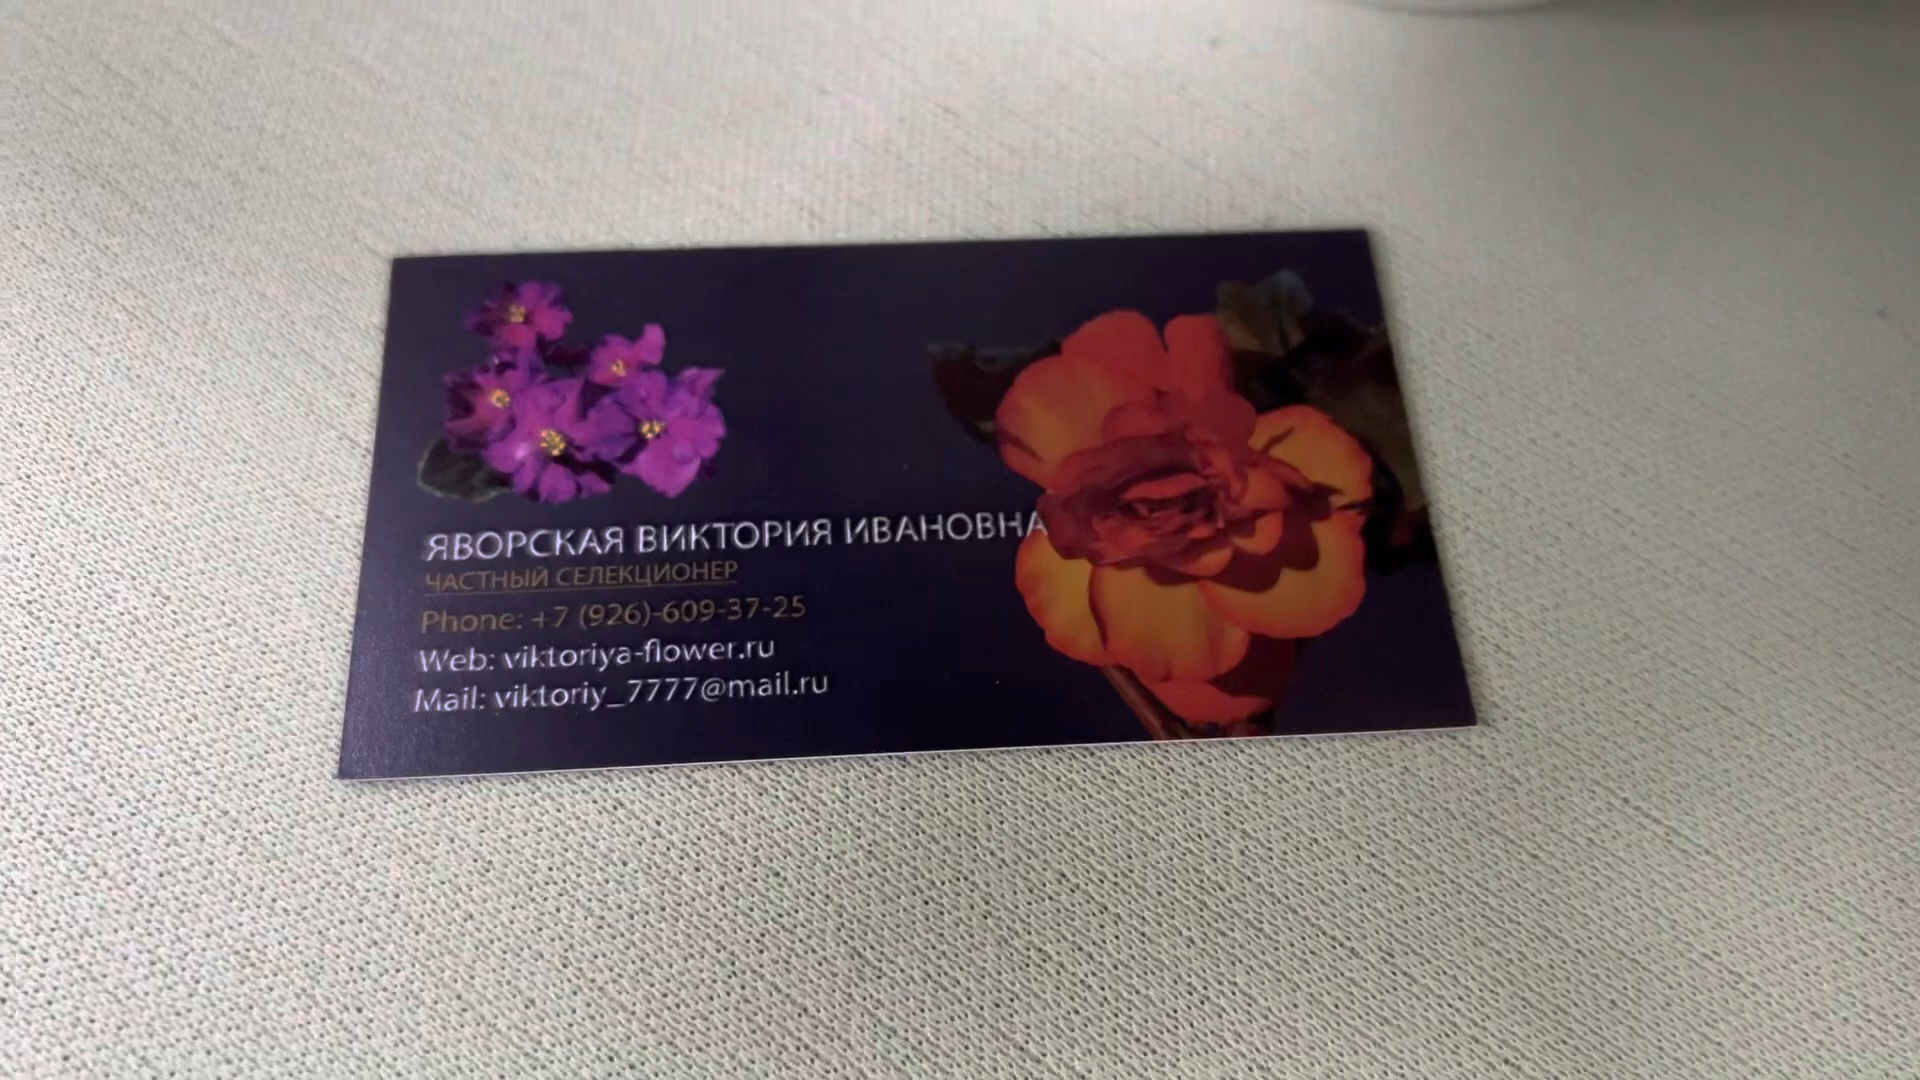 ЯВОРСКАЯ ВИКТОРИЯ ИВАНОВНА
ЧАСТНЫЙ СЕЛЕКЦИОНЕР
Phone: +7 (926)-609-37-25
Web: viktoriya-flower.ru
Mail: viktoriy_7777@mail.ru